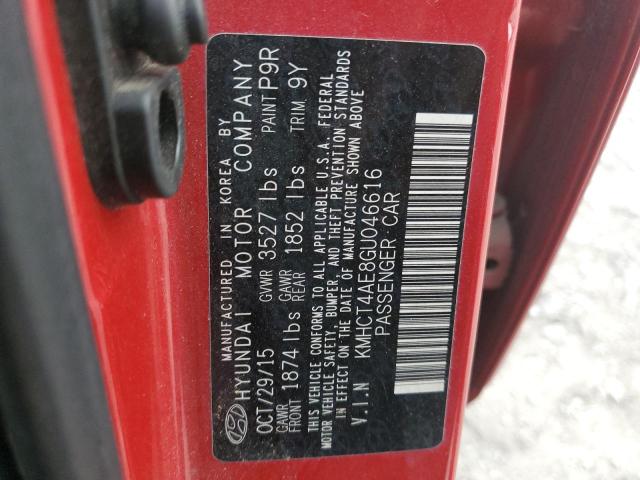 MANUFACTURED IN KOREA BY
HYUNDAI MOTOR COMPANY
OCT/29/15 GVWR 3527 lbs PAINT P9R
GAWR FRONT 1874 lbs GAWR REAR 1852 lbs TRIM 9Y
THIS VEHICLE CONFORMS TO ALL APPLICABLE U.S.A. FEDERAL
MOTOR VEHICLE SAFETY, BUMPER, AND THEFT PREVENTION STANDARDS
IN EFFECT ON THE DATE OF MANUFACTURE SHOWN ABOVE
V.I.N KMHCT4AE8GU046616
PASSENGER CAR